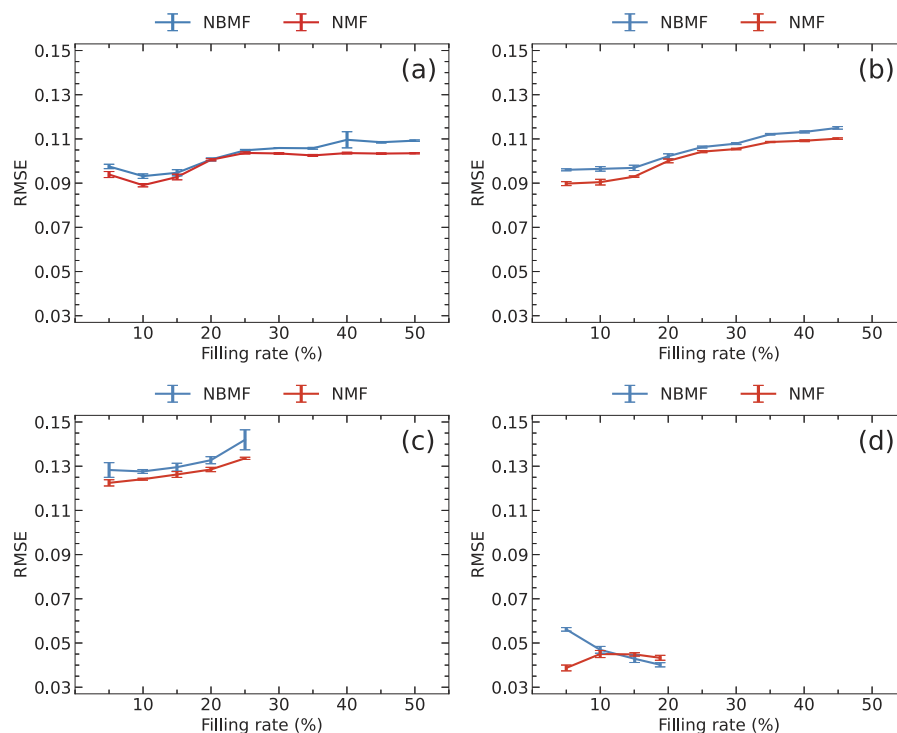 NBMF NMF NBMF NMF
0.15 (a) 0.15 (b)
0.13 0.13
0.11 0.11
RMSE RMSE
0.09 0.09
0.07 0.07
0.05 0.05
0.03 0.03
10 20 30 40 50 10 20 30 40 50
Filling rate (%) Filling rate (%)
NBMF NMF NBMF NMF
0.15 (c) 0.15 (d)
0.13 0.13
0.11 0.11
RMSE RMSE
0.09 0.09
0.07 0.07
0.05 0.05
0.03 0.03
10 20 30 40 50 10 20 30 40 50
Filling rate (%) Filling rate (%)